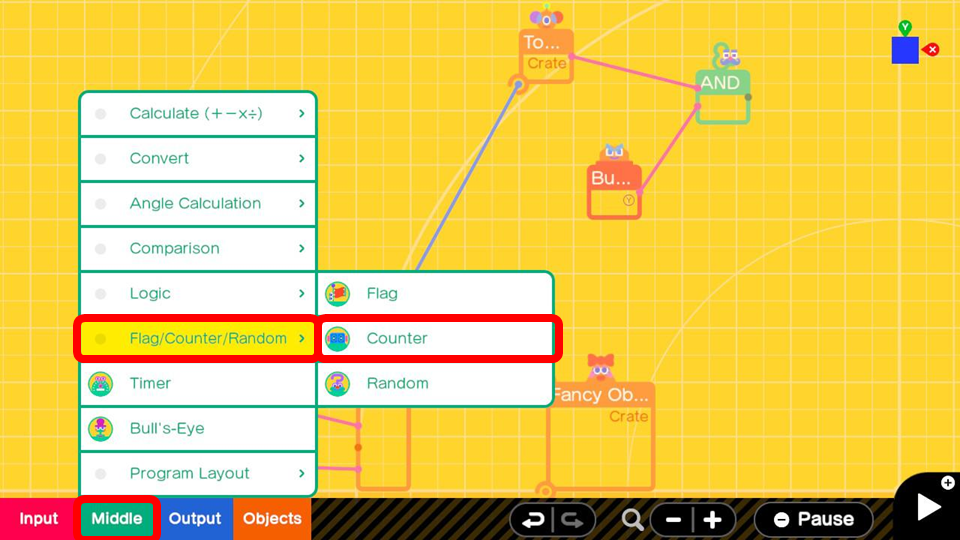 To...
Crate
AND
Bu...
Y
Y
X
Calculate (+−×÷)
Convert
Angle Calculation
Comparison
Logic
Flag/Counter/Random
Timer
Bull's-Eye
Program Layout
Flag
Counter
Random
Fancy Ob...
Crate
Input
Middle
Output
Objects
Pause